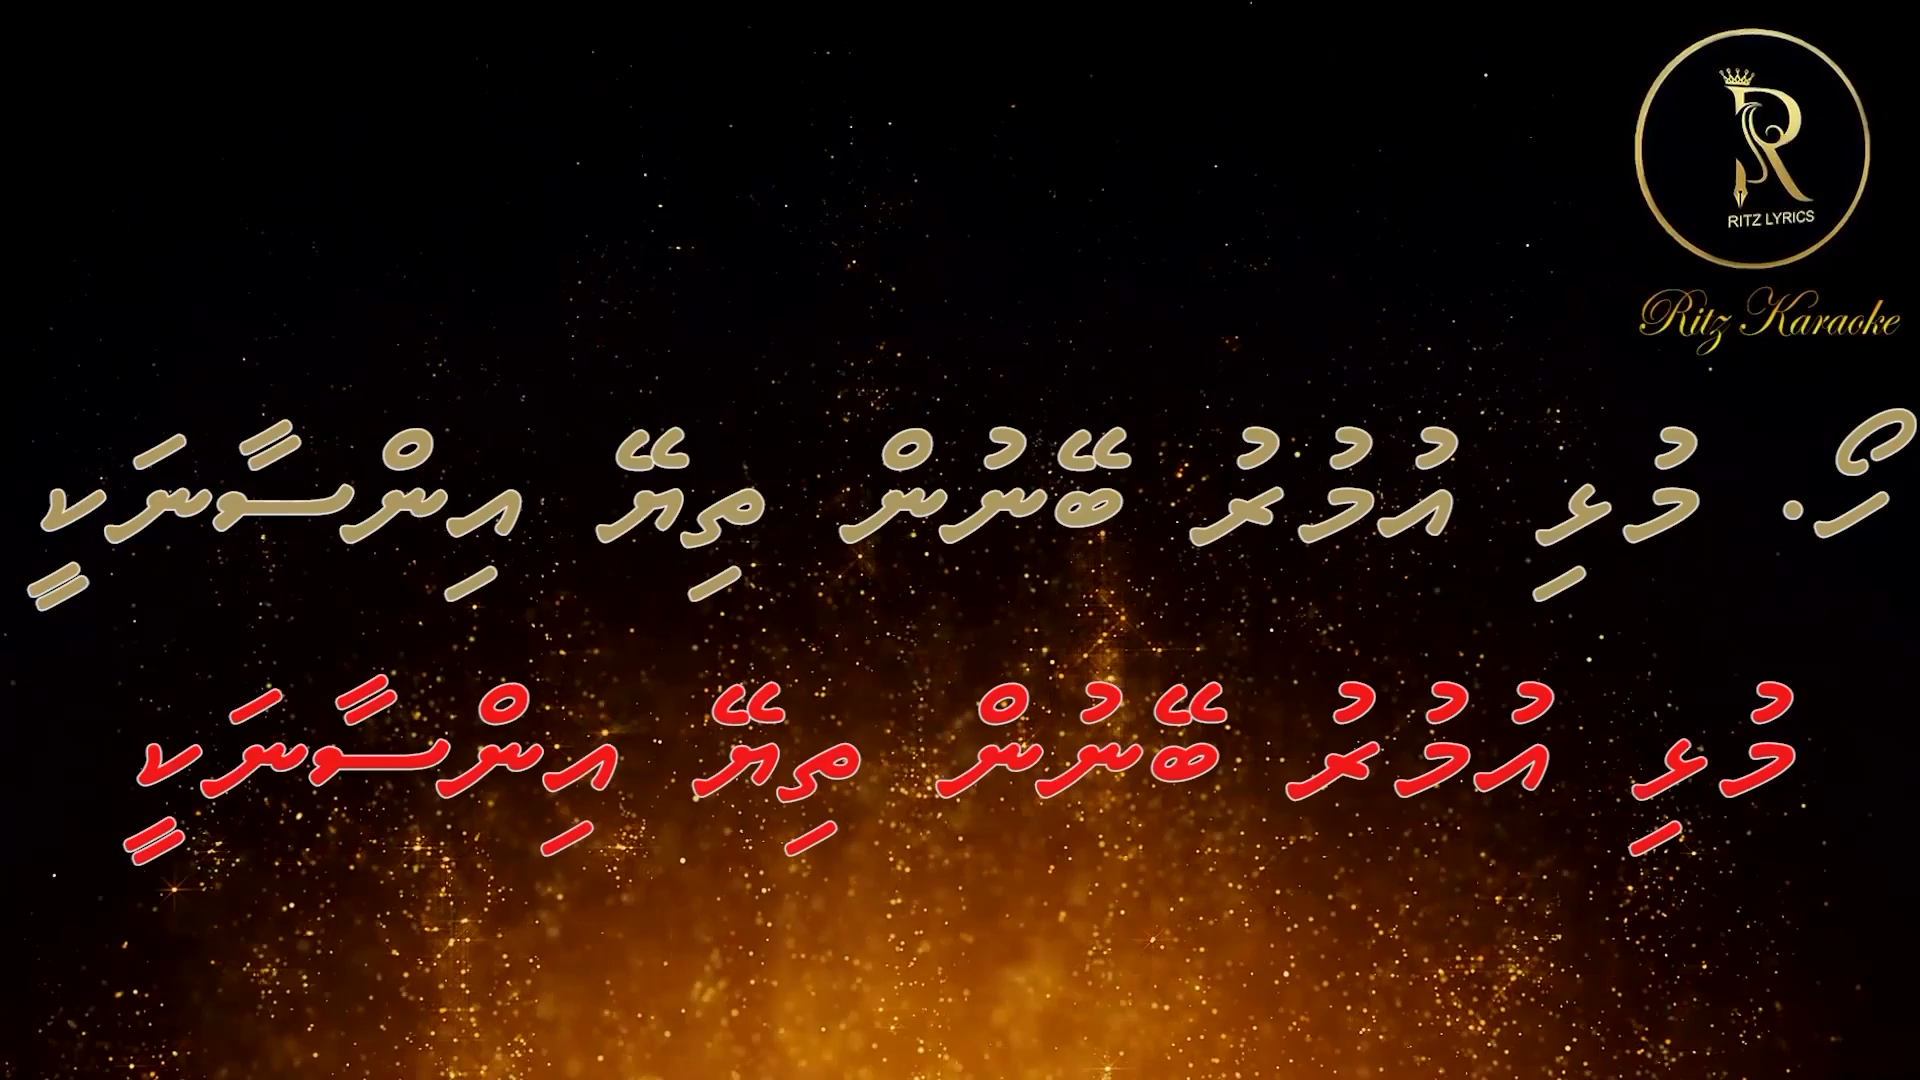 RITZ LYRICS
Ritz Karaoke
ހޯ. މުޅި އުމުރު ބޭނުން ތިޔޭ އިންސާނަކީ
މުޅި އުމުރު ބޭނުން ތިޔޭ އިންސާނަކީ